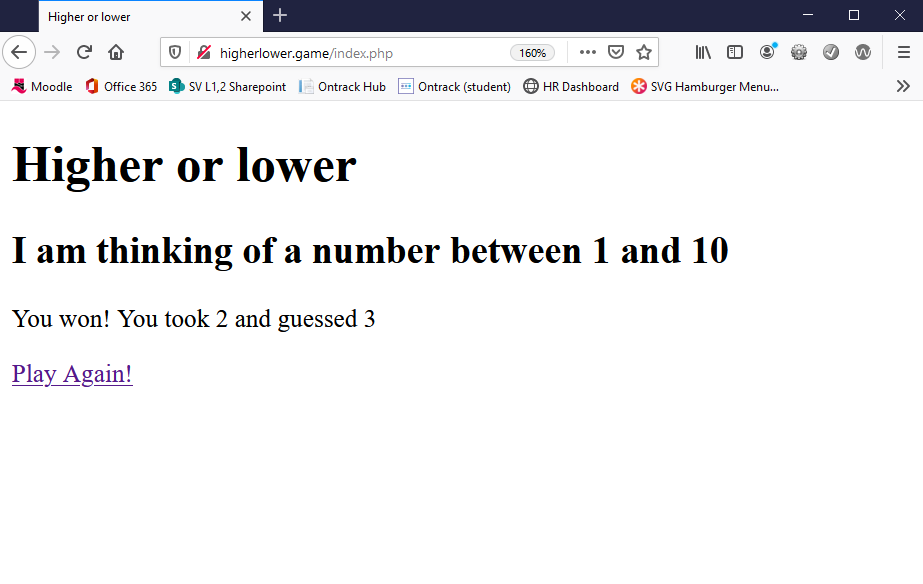 Higher or lower
higherlower.game/index.php 160%
Moodle Office 365 SV L1,2 Sharepoint Ontrack Hub Ontrack (student) HR Dashboard SVG Hamburger Menu...
Higher or lower
I am thinking of a number between 1 and 10
You won! You took 2 and guessed 3
Play Again!